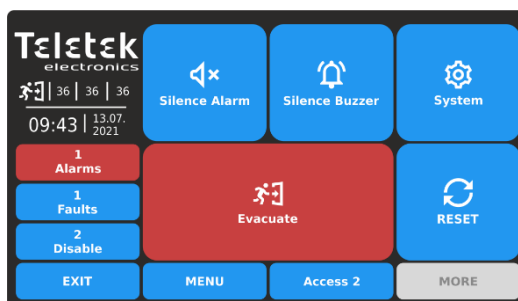 Teletek
electronics
36 | 36 | 36
09:43 | 13.07.
2021
1
Alarms
1
Faults
2
Disable
EXIT
Silence Alarm
Silence Buzzer
System
Evacuate
RESET
MENU
Access 2
MORE